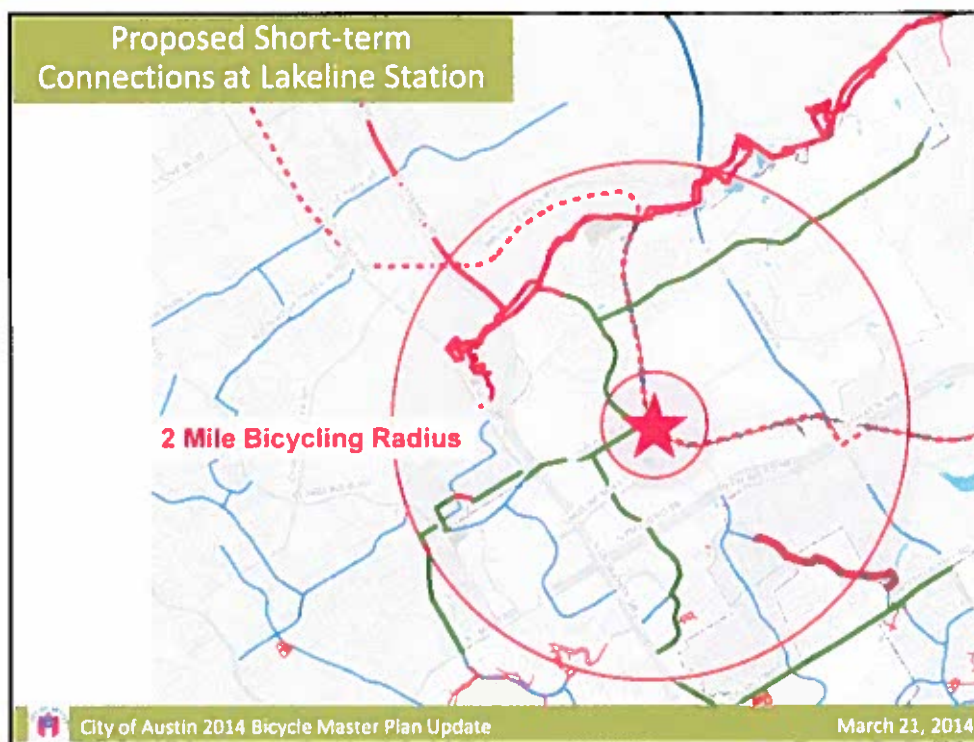 Proposed Short-term
Connections at Lakeline Station
2 Mile Bicycling Radius
City of Austin 2014 Bicycle Master Plan Update
March 21, 2014